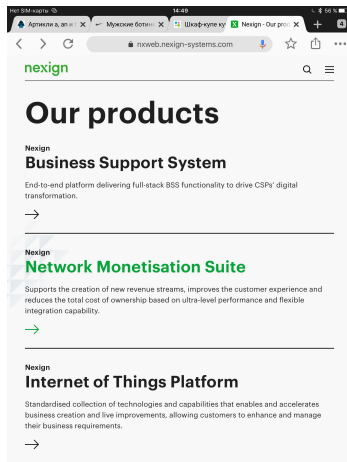 Нет SIM-карты
14:49
56 %
Артикли a, an и t
Мужские ботин
Шкаф-купе ку
Nexign - Our prod
4
nxweb.nexign-systems.com
nexign
Our products
Nexign
Business Support System
End-to-end platform delivering full-stack BSS functionality to drive CSPs' digital
transformation.
Nexign
Network Monetisation Suite
Supports the creation of new revenue streams, improves the customer experience and
reduces the total cost of ownership based on ultra-level performance and flexible
integration capability.
Nexign
Internet of Things Platform
Standardised collection of technologies and capabilities that enables and accelerates
business creation and live improvements, allowing customers to enhance and manage
their business requirements.